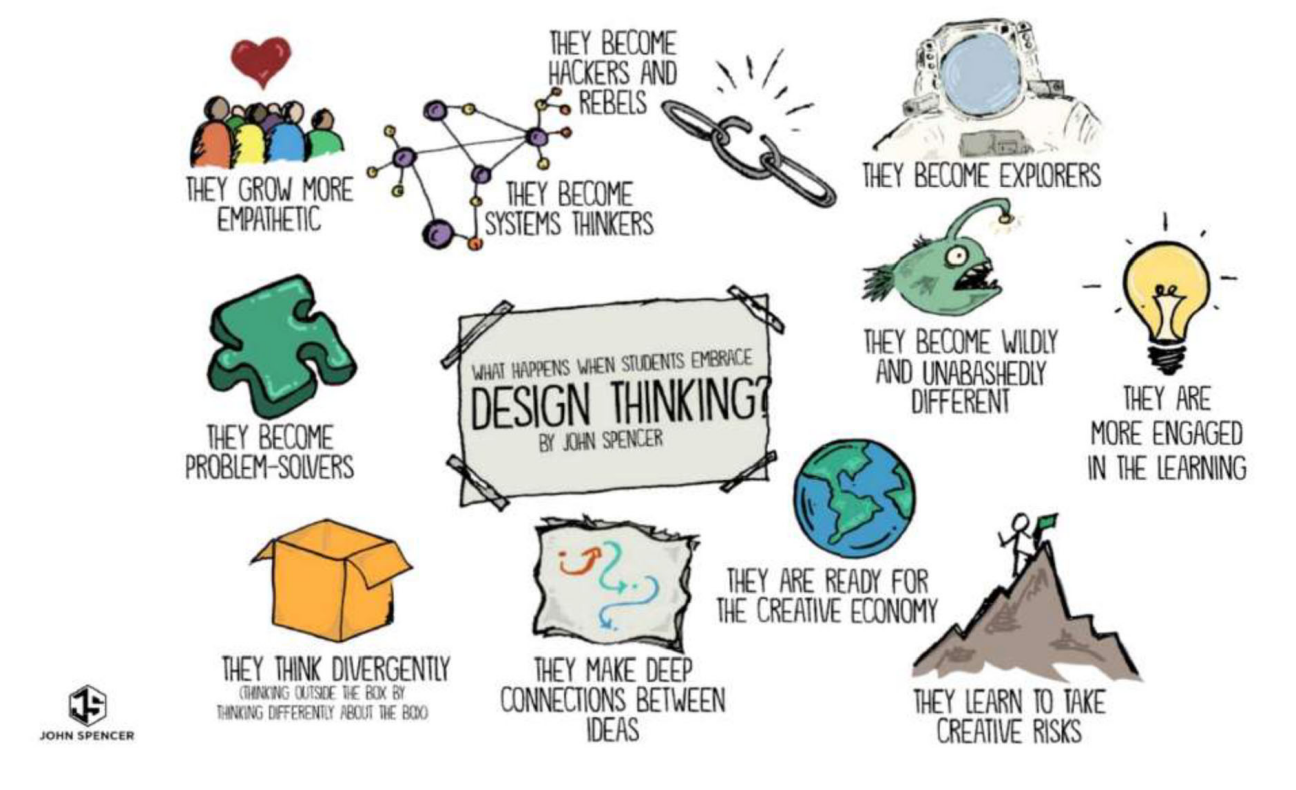 THEY GROW MORE
EMPATHETIC
THEY BECOME
SYSTEMS THINKERS
THEY BECOME
HACKERS AND
REBELS
THEY BECOME EXPLORERS
THEY BECOME
PROBLEM-SOLVERS
WHAT HAPPENS WHEN STUDENTS EMBRACE
DESIGN THINKING?
BY JOHN SPENCER
THEY BECOME WILDLY
AND UNABASHEDLY
DIFFERENT
THEY ARE
MORE ENGAGED
IN THE LEARNING
THEY THINK DIVERGENTLY
(THINKING OUTSIDE THE BOX BY
THINKING DIFFERENTLY ABOUT THE BOX)
THEY MAKE DEEP
CONNECTIONS BETWEEN
IDEAS
THEY ARE READY FOR
THE CREATIVE ECONOMY
THEY LEARN TO TAKE
CREATIVE RISKS
JS
JOHN SPENCER